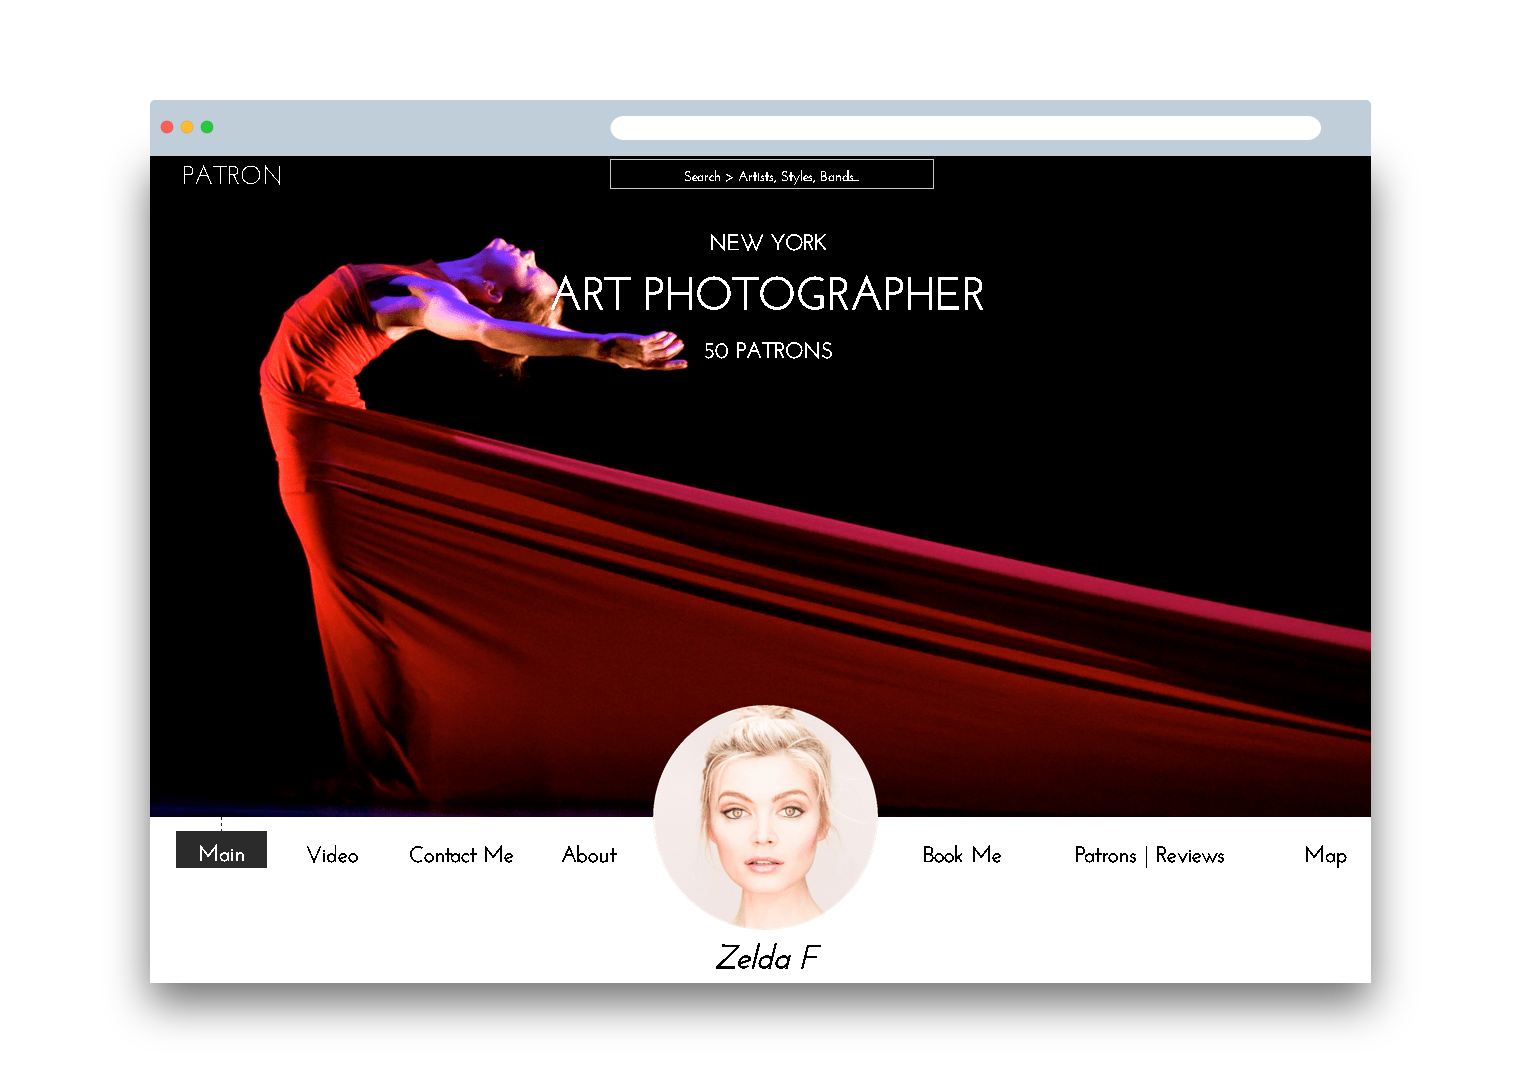 PATRON
Search > Artists, Styles, Bands...
NEW YORK
ART PHOTOGRAPHER
50 PATRONS
Main
Video
Contact Me
About
Book Me
Patrons | Reviews
Map
Zelda F